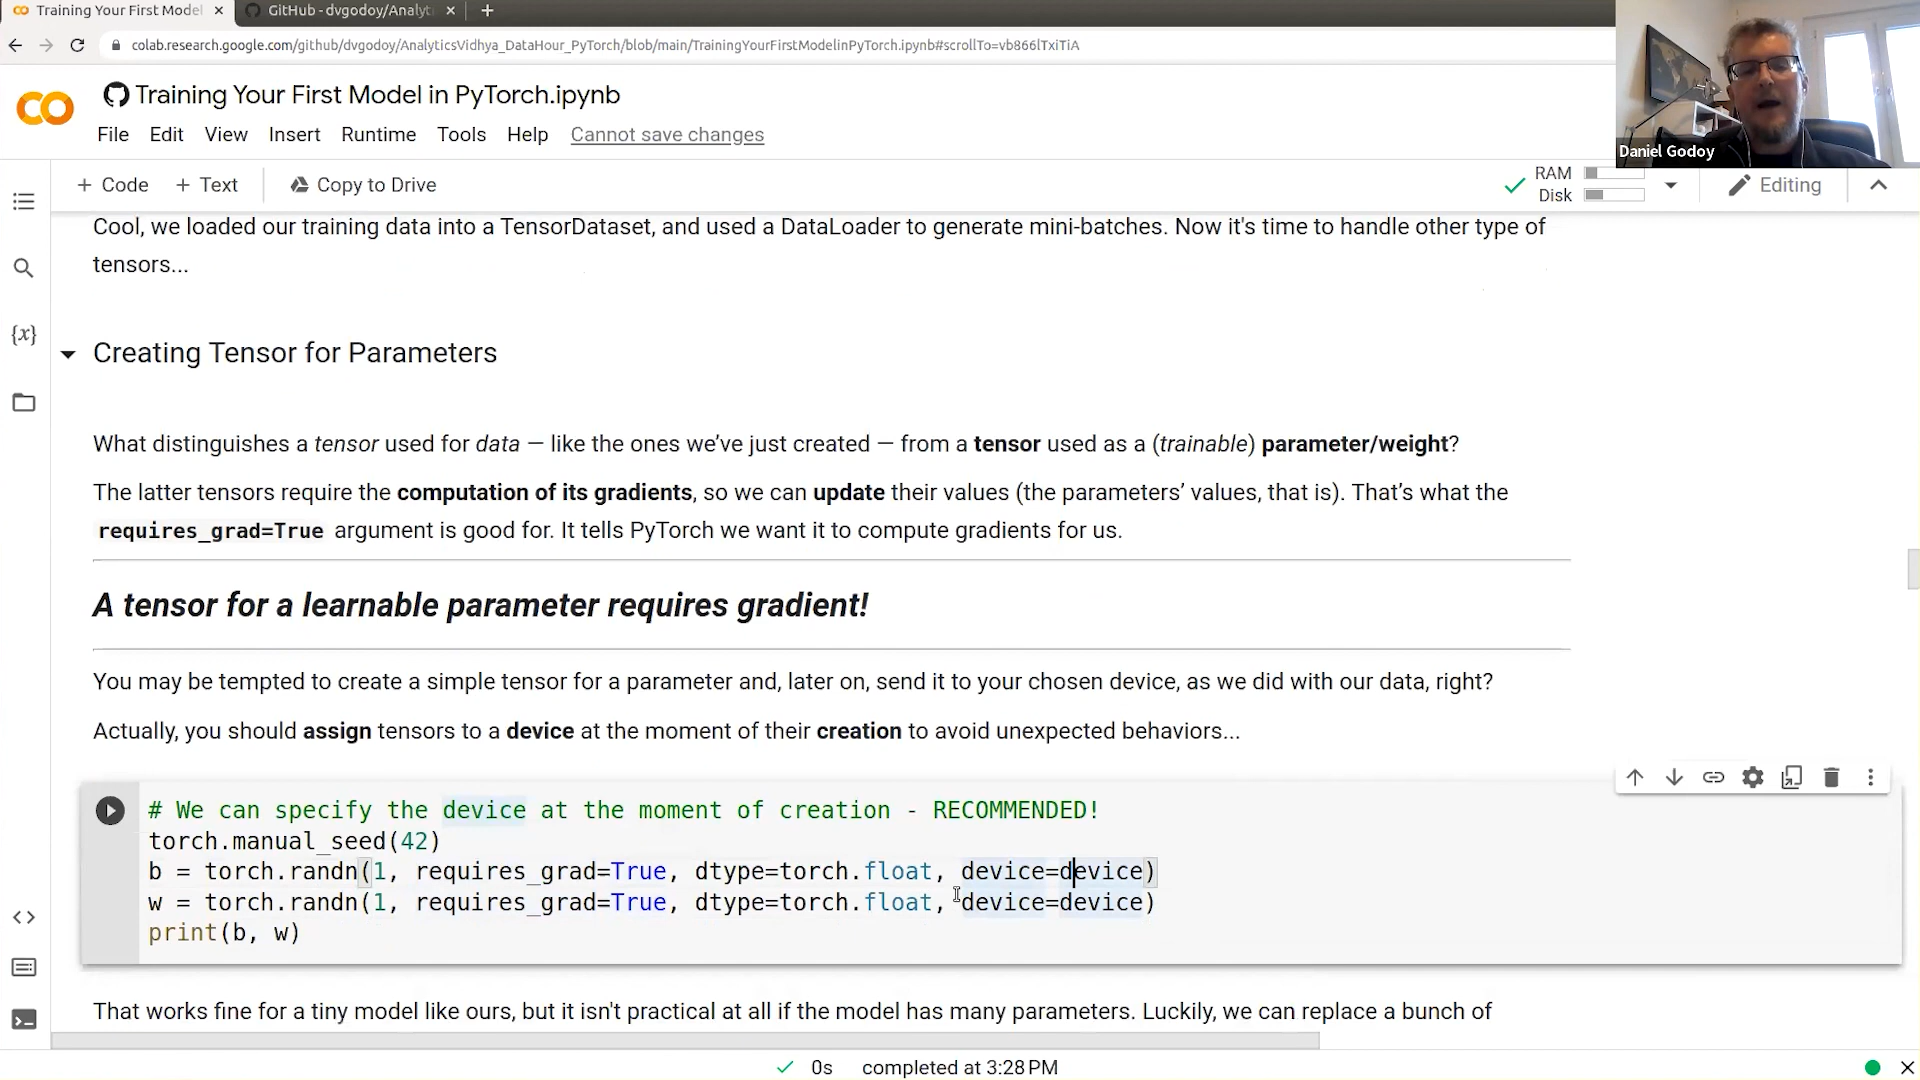 Training Your First Model
GitHub - dvgodoy/Analyti
colab.research.google.com/github/dvgodoy/AnalyticsVidhya_DataHour_PyTorch/blob/main/TrainingYourFirstModelinPyTorch.ipynb#scrollTo=vb866lTxiTiA
Training Your First Model in PyTorch.ipynb
File Edit View Insert Runtime Tools Help Cannot save changes
Daniel Godoy
+ Code + Text Copy to Drive
RAM
Disk
Editing
Cool, we loaded our training data into a TensorDataset, and used a DataLoader to generate mini-batches. Now it's time to handle other type of
tensors...
{x}
Creating Tensor for Parameters
What distinguishes a tensor used for data — like the ones we’ve just created — from a tensor used as a (trainable) parameter/weight?
The latter tensors require the computation of its gradients, so we can update their values (the parameters’ values, that is). That’s what the
requires_grad=True argument is good for. It tells PyTorch we want it to compute gradients for us.
A tensor for a learnable parameter requires gradient!
You may be tempted to create a simple tensor for a parameter and, later on, send it to your chosen device, as we did with our data, right?
Actually, you should assign tensors to a device at the moment of their creation to avoid unexpected behaviors...
# We can specify the device at the moment of creation - RECOMMENDED!
torch.manual_seed(42)
b = torch.randn(1, requires_grad=True, dtype=torch.float, device=device)
w = torch.randn(1, requires_grad=True, dtype=torch.float, device=device)
print(b, w)
That works fine for a tiny model like ours, but it isn't practical at all if the model has many parameters. Luckily, we can replace a bunch of
0s completed at 3:28 PM